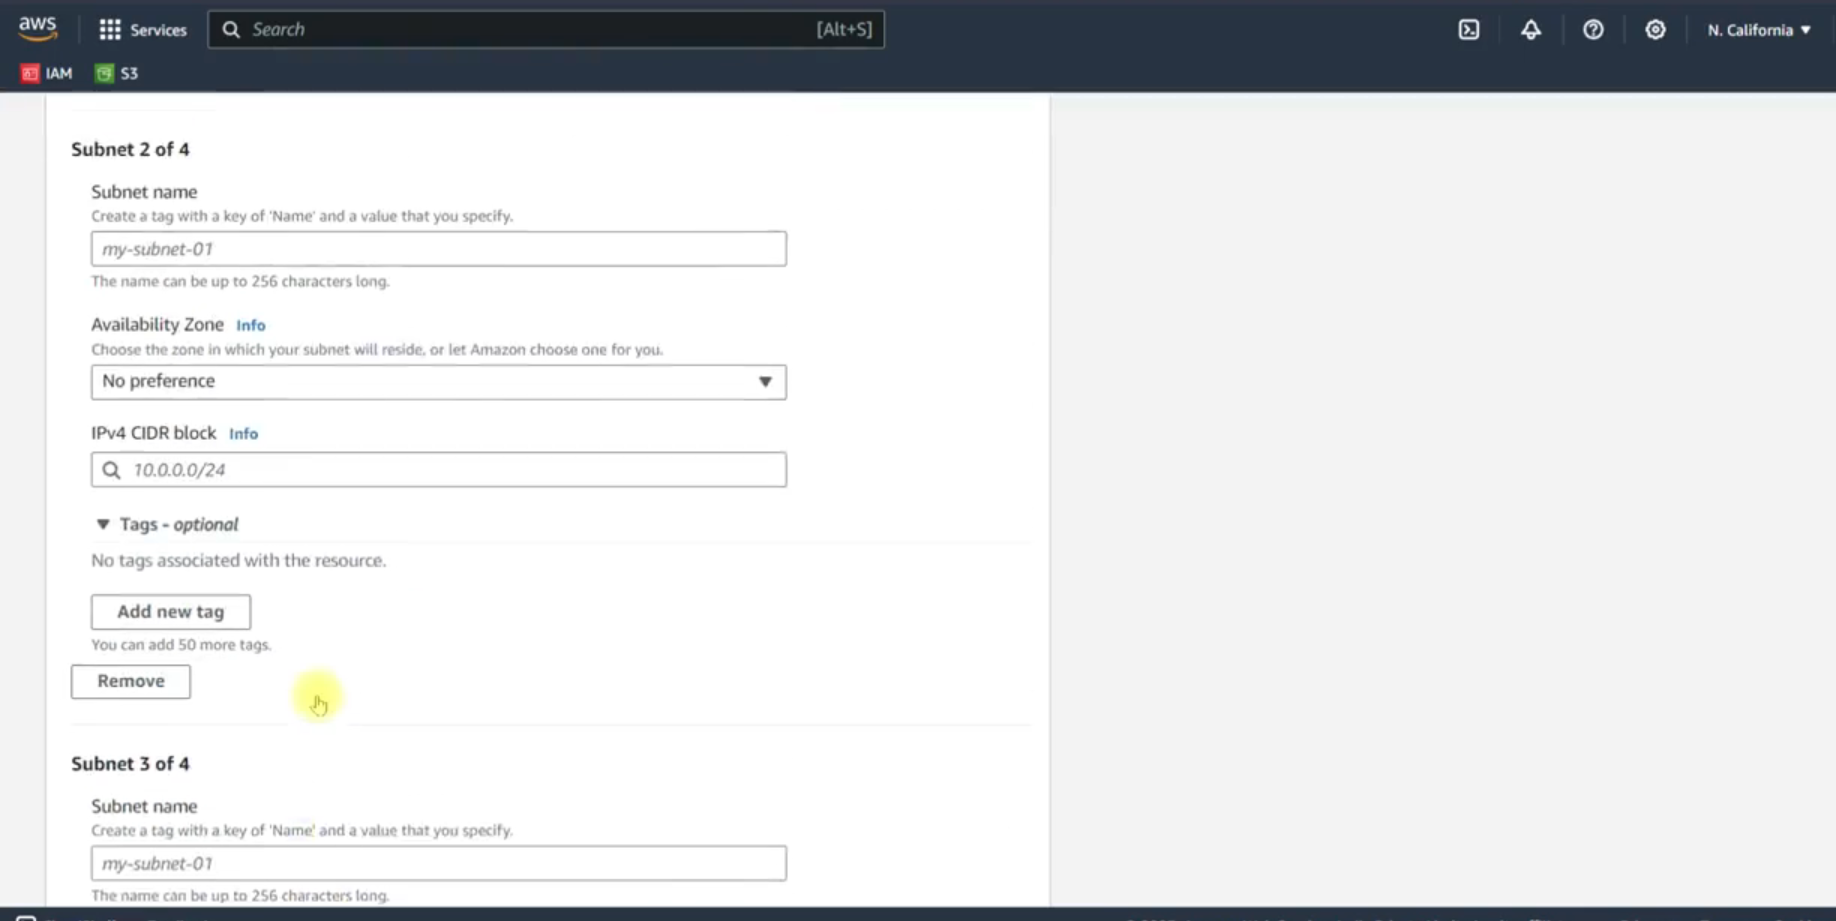 aws
Services
Search [Alt+S]
N. California
IAM
S3
Subnet 2 of 4
Subnet name
Create a tag with a key of 'Name' and a value that you specify.
my-subnet-01
The name can be up to 256 characters long.
Availability Zone Info
Choose the zone in which your subnet will reside, or let Amazon choose one for you.
No preference
IPv4 CIDR block Info
10.0.0.0/24
Tags - optional
No tags associated with the resource.
Add new tag
You can add 50 more tags.
Remove
Subnet 3 of 4
Subnet name
Create a tag with a key of 'Name' and a value that you specify.
my-subnet-01
The name can be up to 256 characters long.